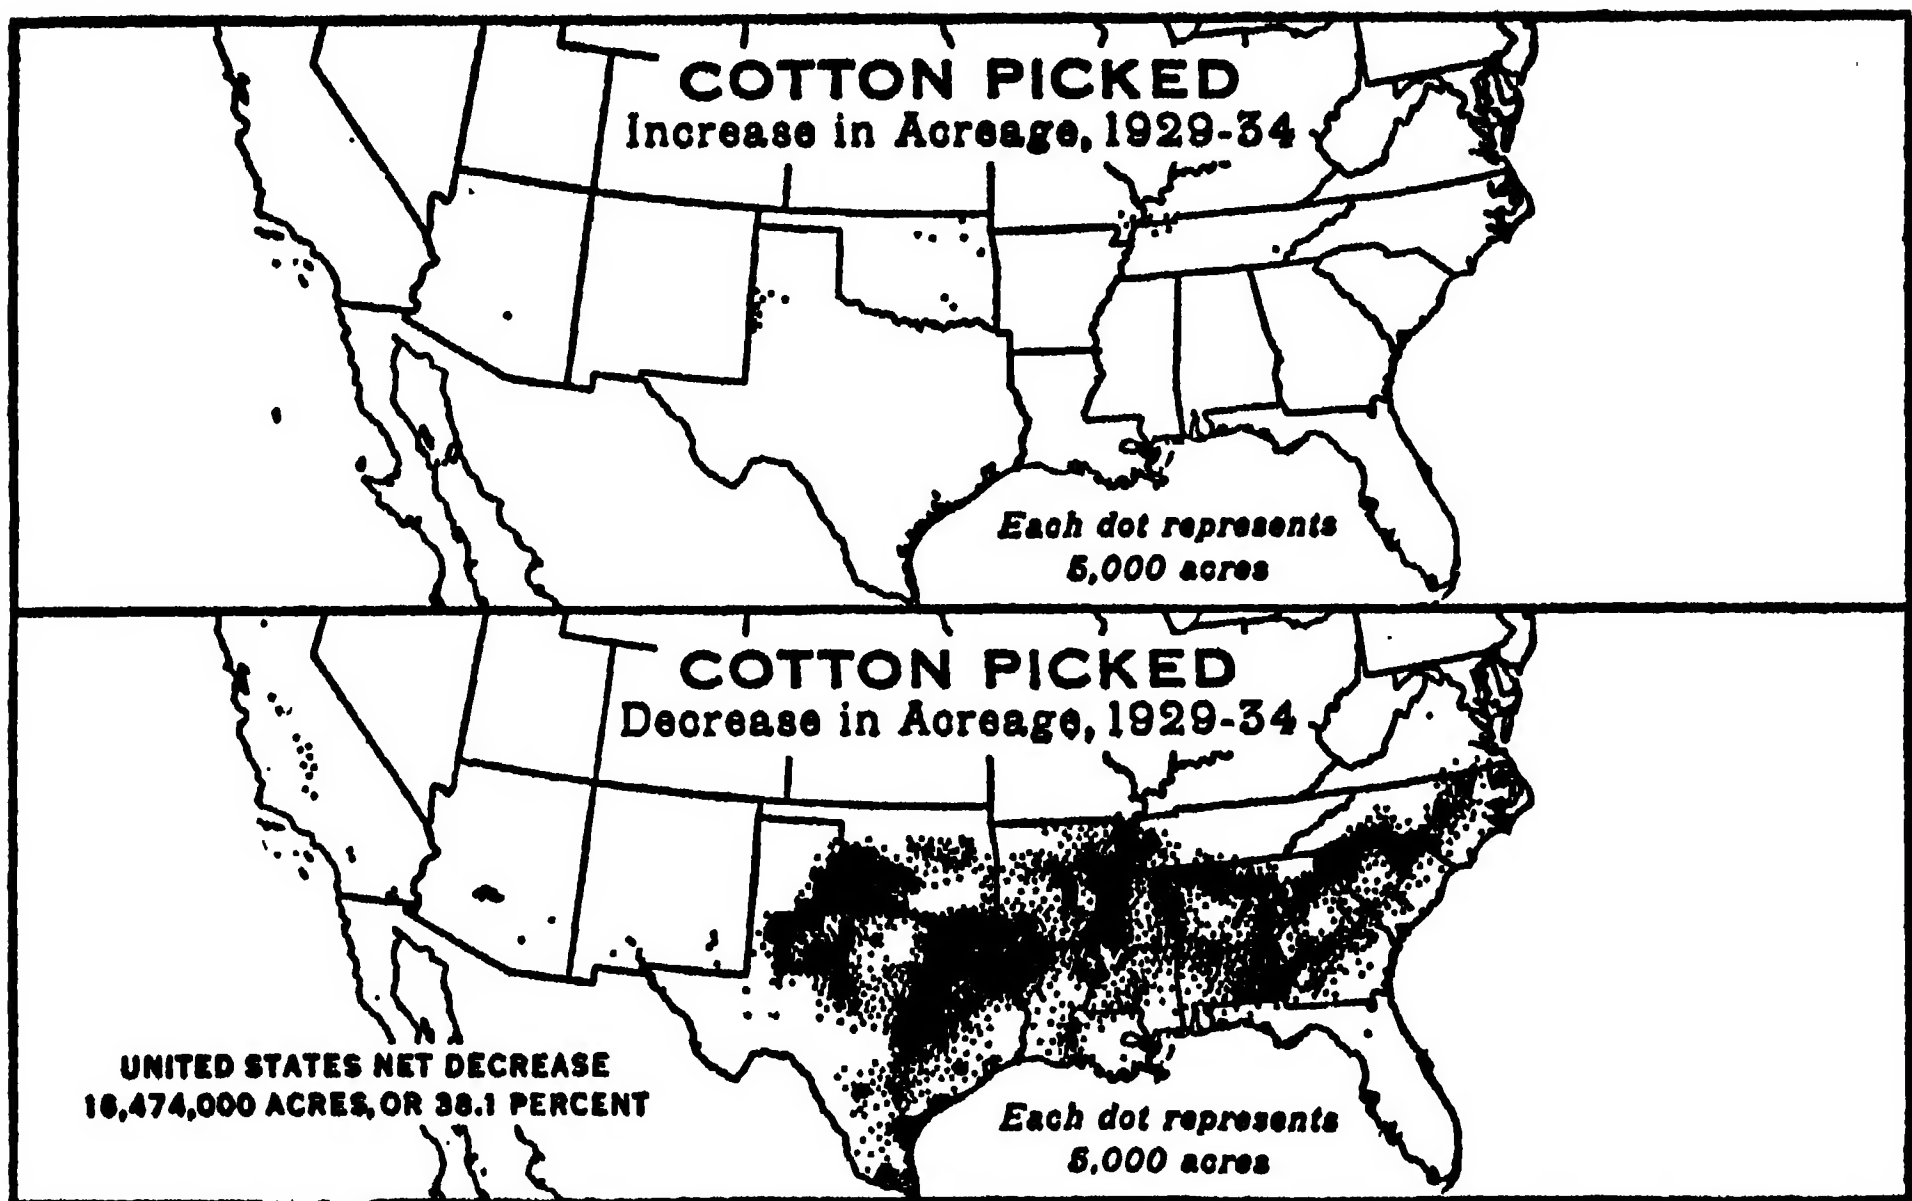 COTTON PICKED
Increase in Acreage, 1929-34
Each dot represents
5,000 acres
COTTON PICKED
Decrease in Acreage, 1929-34
UNITED STATES NET DECREASE
16,474,000 ACRES, OR 38.1 PERCENT
Each dot represents
5,000 acres